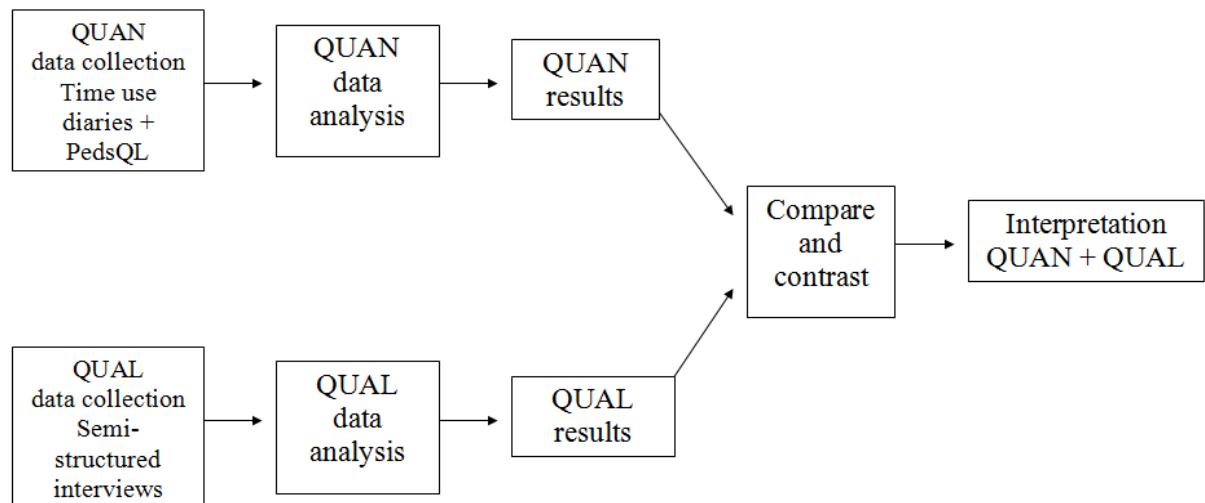 QUAN
data collection
Time use
diaries +
PedsQL
QUAN
data
analysis
QUAN
results
Compare
and
contrast
Interpretation
QUAN + QUAL
QUAL
data collection
Semi-
structured
interviews
QUAL
data
analysis
QUAL
results